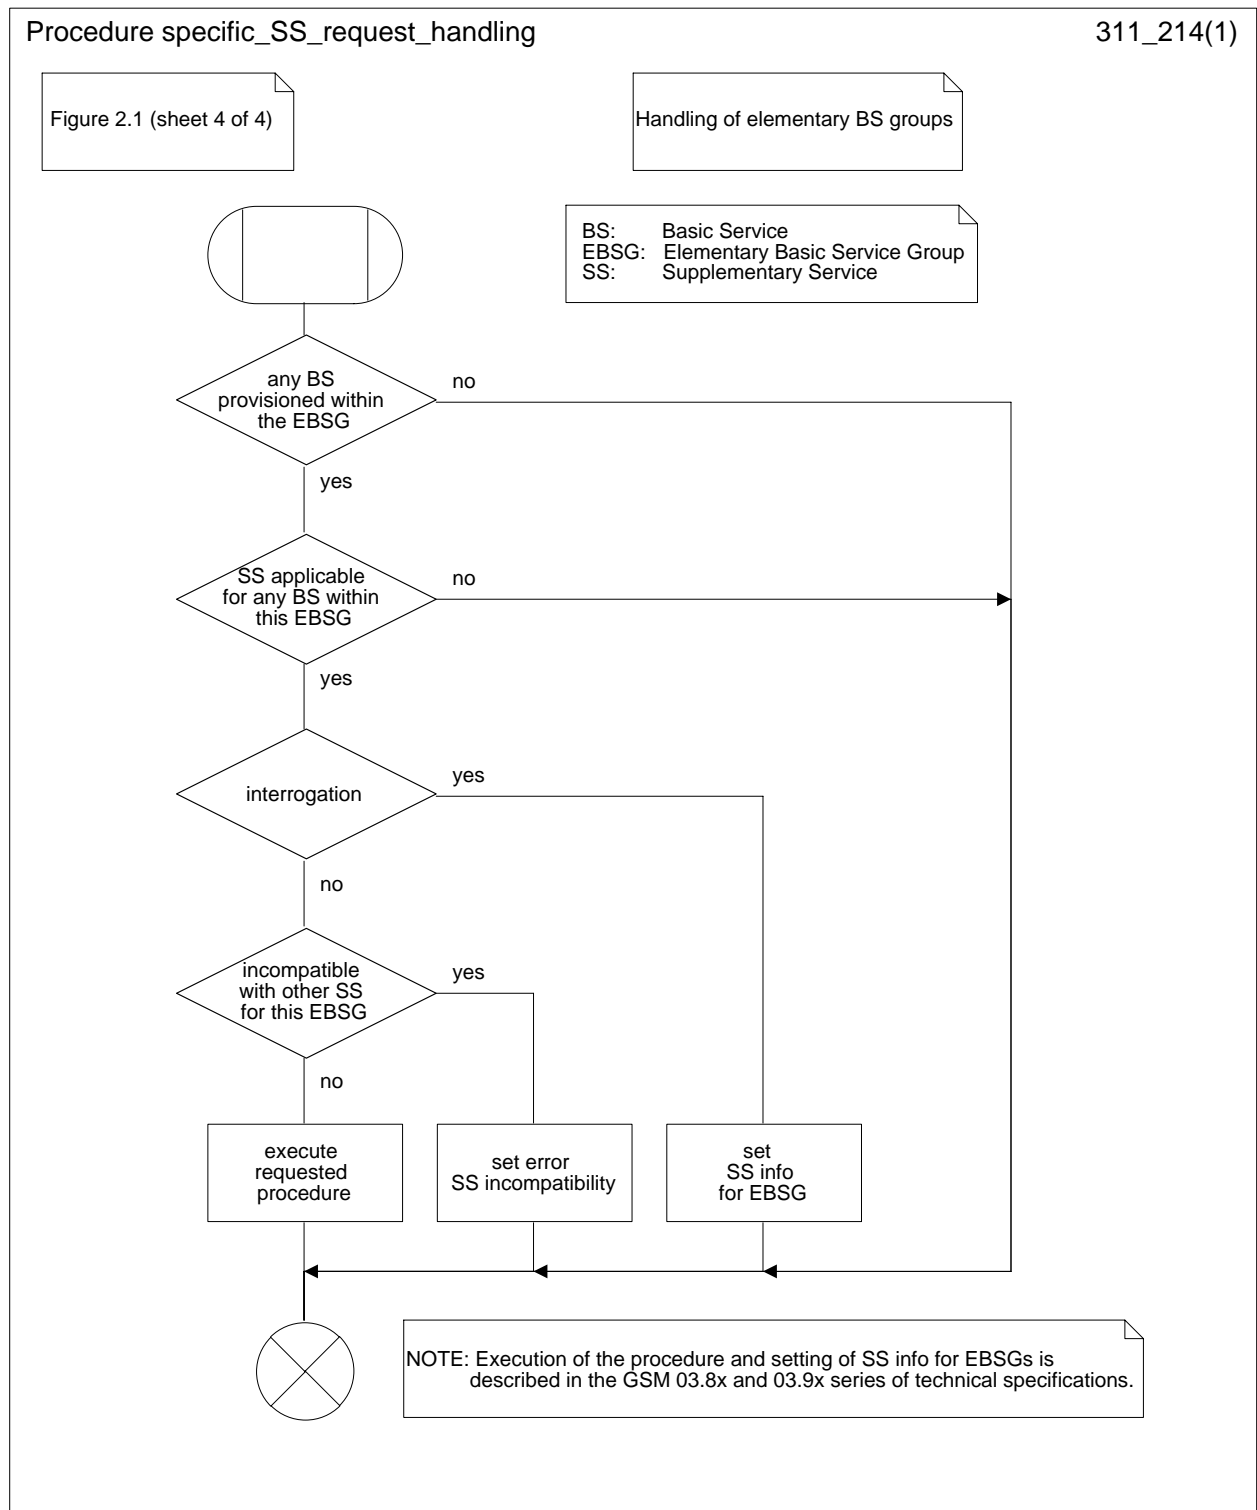 Procedure specific_SS_request_handling
311_214(1)
Figure 2.1 (sheet 4 of 4)
Handling of elementary BS groups
BS: Basic Service
EBSG: Elementary Basic Service Group
SS: Supplementary Service
any BS
provisioned within
the EBSG
no
yes
SS applicable
for any BS within
this EBSG
no
yes
interrogation
yes
no
incompatible
with other SS
for this EBSG
yes
no
execute
requested
procedure
set error
SS incompatibility
set
SS info
for EBSG
NOTE: Execution of the procedure and setting of SS info for EBSGs is
described in the GSM 03.8x and 03.9x series of technical specifications.